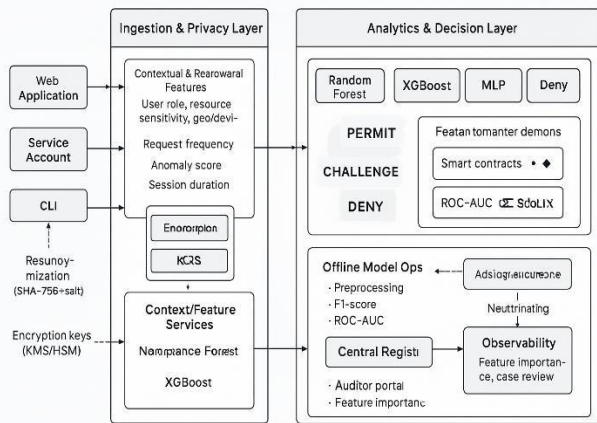 Ingestion & Privacy Layer
Analytics & Decision Layer
Web
Application
Service
Account
CLI
Resunoy-
mization
(SHA-756+salt)
Encryption keys
(KMS/HSM)
Contextual & Rearowaral
Features
User role, resource
sensitivity, geo/devi-
Request frequency
Anomaly score
Session duration
Enorompion
Context/Feature
Services
Nompance Forest
XGBoost
Random
Forest
XGBoost
MLP
Deny
PERMIT
CHALLENGE
DENY
Featan tomanter demons
Smart contracts
ROC-AUC
Offline Model Ops
· Preprocessing
· F1-score
· ROC-AUC
Central Registi
· Auditor portal
· Feature importanc
Neuttrinating
Observability
Feature importan-
ce, case review